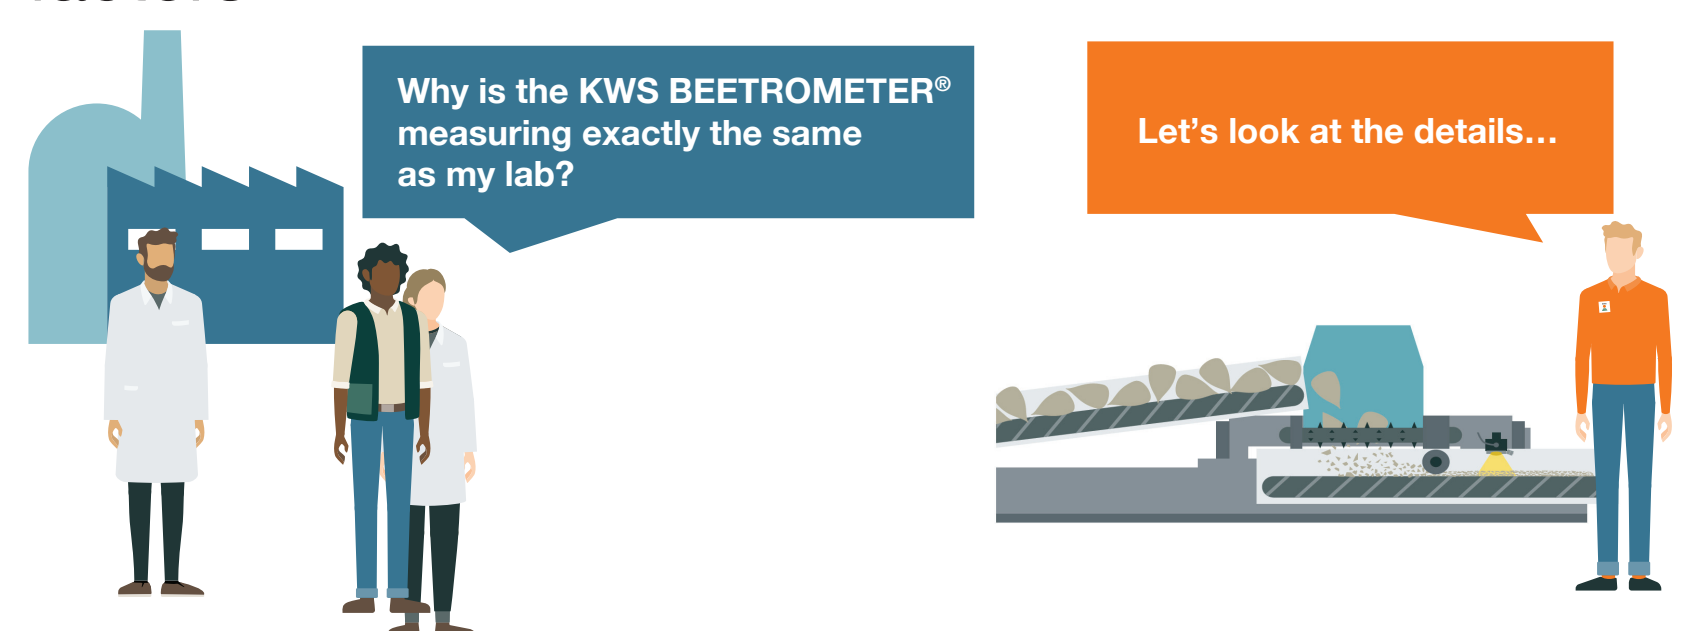 Why is the KWS BEETROMETER®
measuring exactly the same
as my lab?
Let's look at the details...